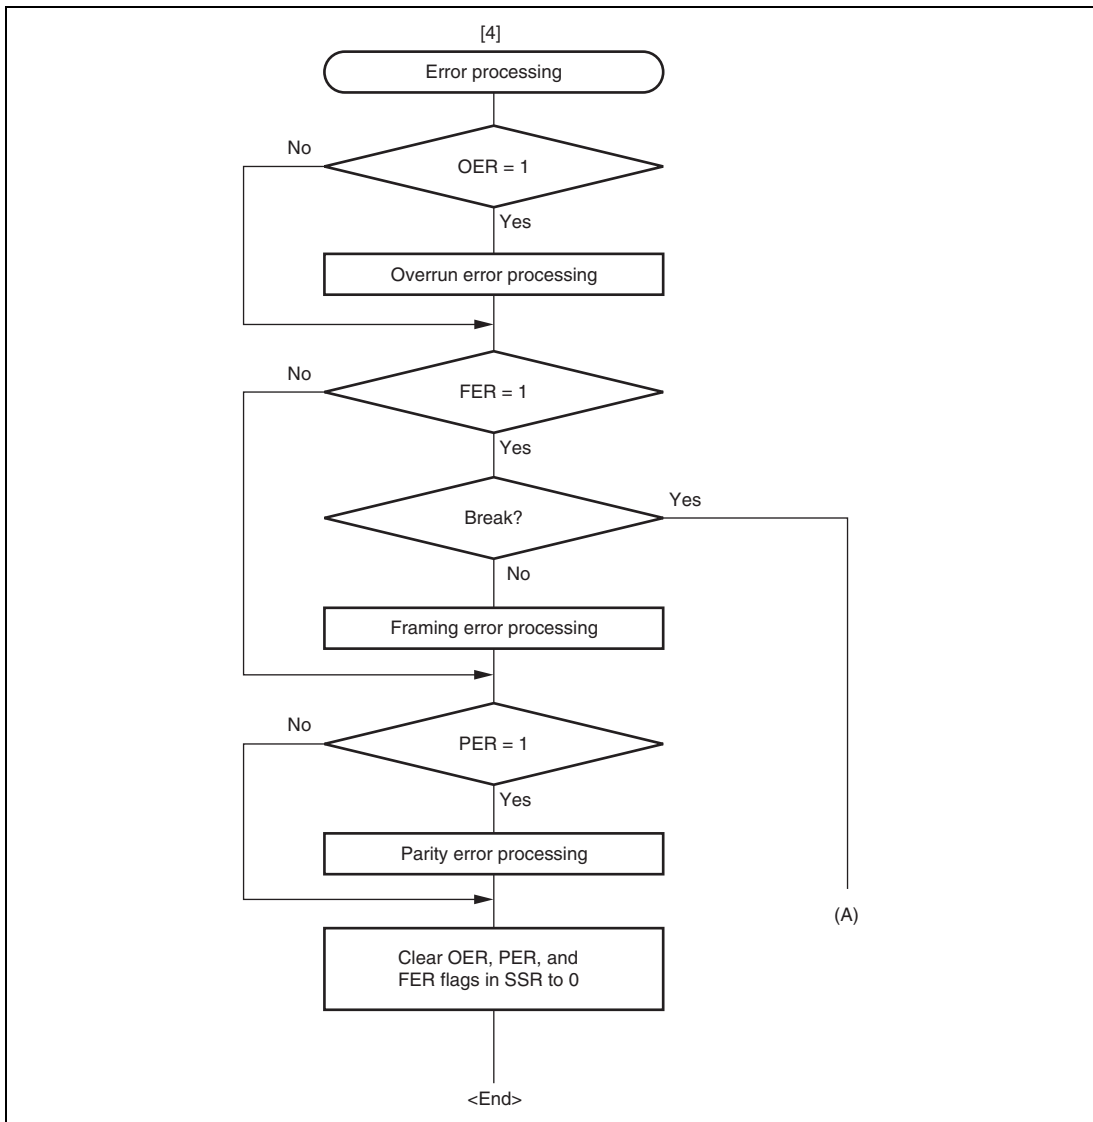 [4]
Error processing
No
OER = 1
Yes
Overrun error processing
No
FER = 1
Yes
Break?
Yes
No
Framing error processing
No
PER = 1
Yes
Parity error processing
(A)
Clear OER, PER, and
FER flags in SSR to 0
<End>